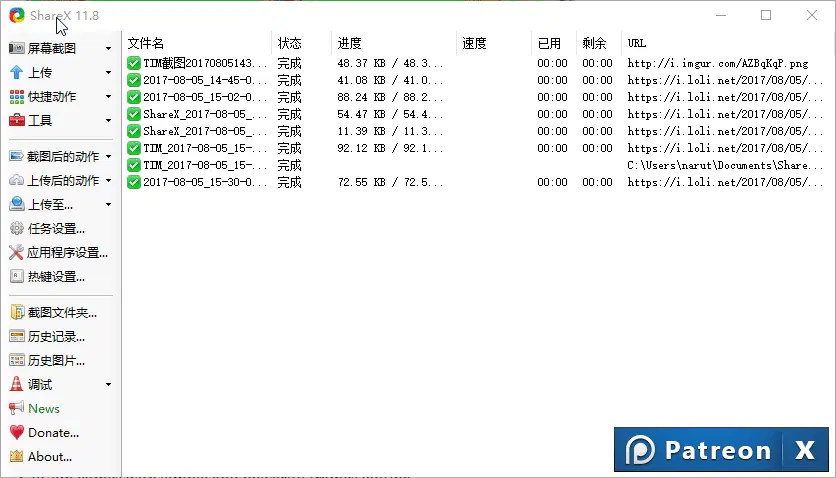 ShareX 11.8
屏幕截图
上传
快捷动作
工具
截图后的动作
上传后的动作
上传至...
任务设置...
应用程序设置...
热键设置...
截图文件夹...
历史记录...
历史图片...
调试
News
Donate...
About...
文件名 状态 进度 速度 已用 剩余 URL
TIM截图20170805143... 完成 48.37 KB / 48.3... 00:00 00:00 http://i.imgur.com/AZBqKqP.png
2017-08-05_14-45-0... 完成 41.08 KB / 41.0... 00:00 00:00 https://i.loli.net/2017/08/05/...
2017-08-05_15-02-0... 完成 88.24 KB / 88.2... 00:00 00:00 https://i.loli.net/2017/08/05/...
ShareX_2017-08-05_... 完成 54.47 KB / 54.4... 00:00 00:00 https://i.loli.net/2017/08/05/...
ShareX_2017-08-05_... 完成 11.39 KB / 11.3... 00:00 00:00 https://i.loli.net/2017/08/05/...
TIM_2017-08-05_15-... 完成 92.12 KB / 92.1... 00:00 00:00 https://i.loli.net/2017/08/05/...
TIM_2017-08-05_15-... 完成 C:\Users\narut\Documents\Share...
2017-08-05_15-30-0... 完成 72.55 KB / 72.5... 00:00 00:00 https://i.loli.net/2017/08/05/...
Patreon X